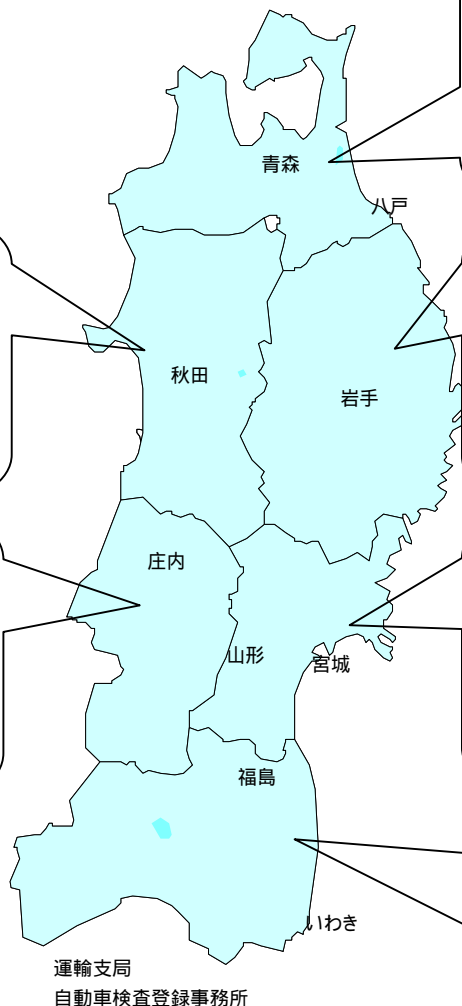 青森
八戸
秋田
岩手
庄内
山形
宮城
福島
いわき
運輸支局
自動車検査登録事務所